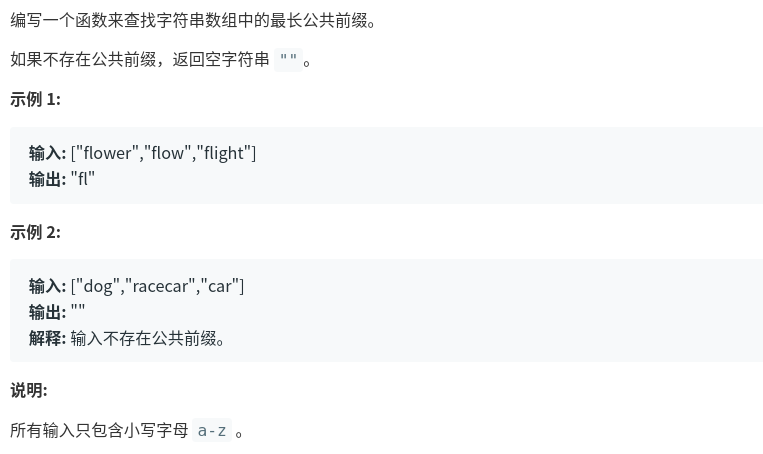 编写一个函数来查找字符串数组中的最长公共前缀。
如果不存在公共前缀，返回空字符串 ""。
示例 1:
输入: ["flower","flow","flight"]
输出: "fl"
示例 2:
输入: ["dog","racecar","car"]
输出: ""
解释: 输入不存在公共前缀。
说明:
所有输入只包含小写字母 a-z 。